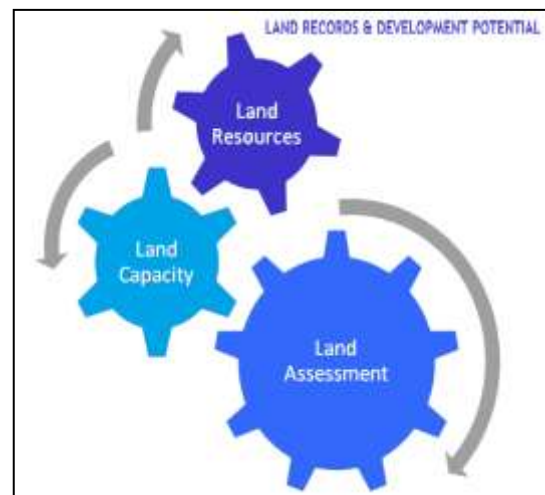 LAND RECORDS & DEVELOPMENT POTENTIAL
Land
Resources
Land
Capacity
Land
Assessment